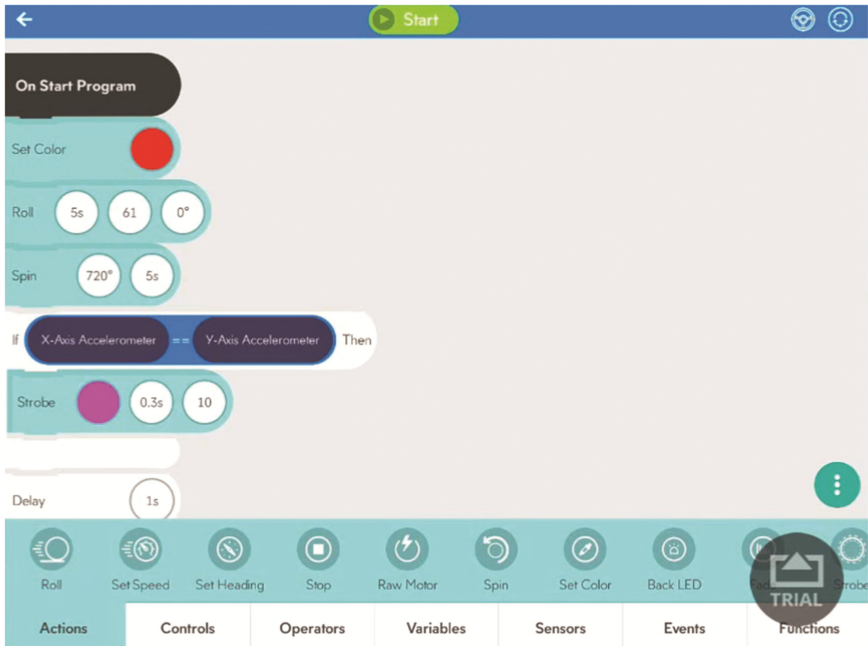 Start
On Start Program
Set Color
Roll 5s 61 0°
Spin 720° 5s
If X-Axis Accelerometer == Y-Axis Accelerometer Then
Strobe 0.3s 10
Delay 1s
Roll Set Speed Set Heading Stop Raw Motor Spin Set Color Back LED Fade Strobe
TRIAL
Actions Controls Operators Variables Sensors Events Functions